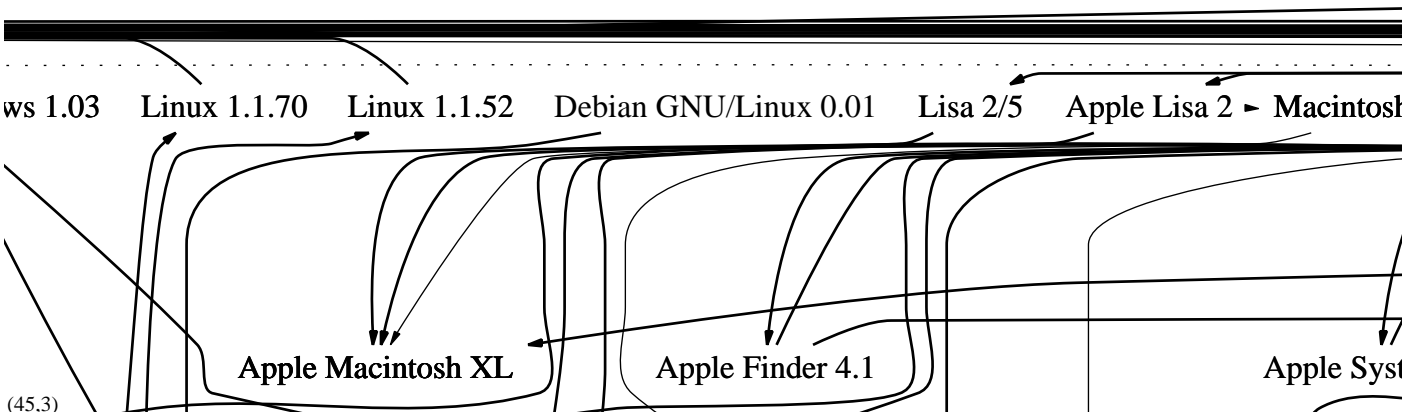 ws 1.03 Linux 1.1.70 Linux 1.1.52 Debian GNU/Linux 0.01 Lisa 2/5 Apple Lisa 2 Macintosh
Apple Macintosh XL Apple Finder 4.1 Apple Syst
(45,3)